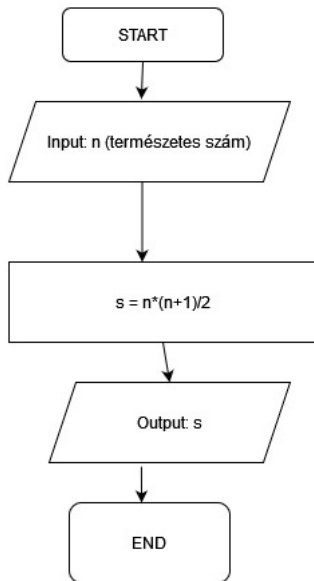 START
Input: n (természetes szám)
s = n*(n+1)/2
Output: s
END